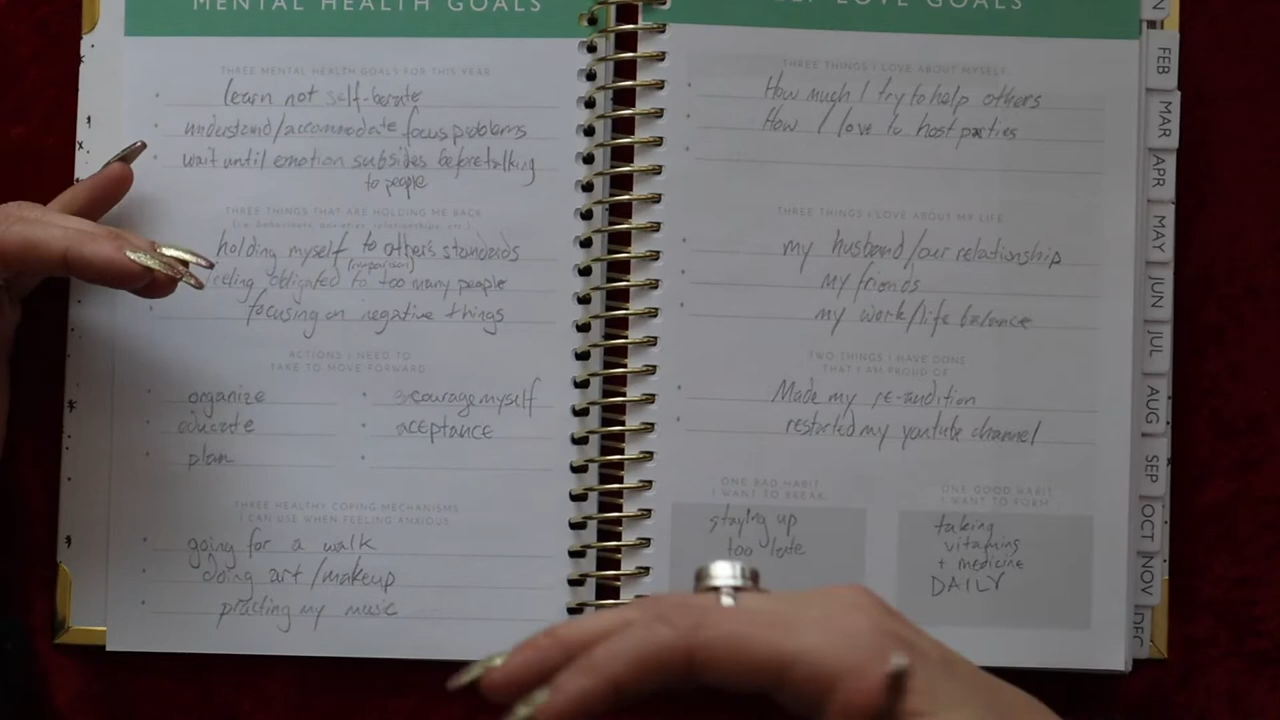 MENTAL HEALTH GOALS
THREE MENTAL HEALTH GOALS FOR THIS YEAR
learn not self-berate
understand/accommodate focus problems
wait until emotion subsides before talking
to people
THREE THINGS THAT ARE HOLDING ME BACK
holding myself to other's standards
(comparison)
feeling obligated to too many people
focusing on negative things
ACTIONS I NEED TO
TAKE TO MOVE FORWARD
organize
educate
plan
encouragemyself
aceptance
THREE HEALTHY COPING MECHANISMS
I CAN USE WHEN FEELING ANXIOUS
going for a walk
doing art/makeup
practing my music
LOVE GOALS
THREE THINGS I LOVE ABOUT MYSELF
How much I try to help others
How I love to host parties
THREE THINGS I LOVE ABOUT MY LIFE
my husband/our relationship
my friends
my work/life balance
TWO THINGS I HAVE DONE
THAT I AM PROUD OF
Made my re-audition
restarted my youtube channel
ONE BAD HABIT
I WANT TO BREAK
staying up
too late
ONE GOOD HABIT
I WANT TO FORM
taking
vitamins
+ medicine
DAILY
FEB
MAR
APR
MAY
JUN
JUL
AUG
SEP
OCT
NOV
DEC